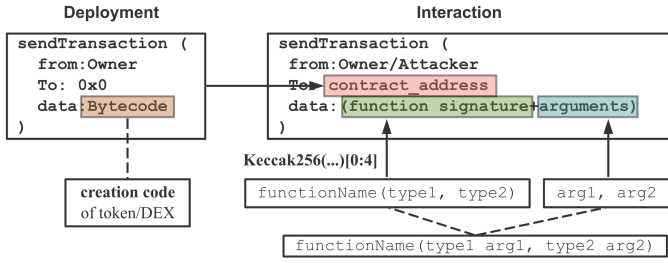 Deployment
sendTransaction (
from:Owner
To: 0x0
data:Bytecode
)
creation code
of token/DEX
Interaction
sendTransaction (
from:Owner/Attacker
To: contract_address
data:(function signature+arguments)
)
Keccak256(...)[0:4]
functionName(type1, type2)
arg1, arg2
functionName(type1 arg1, type2 arg2)